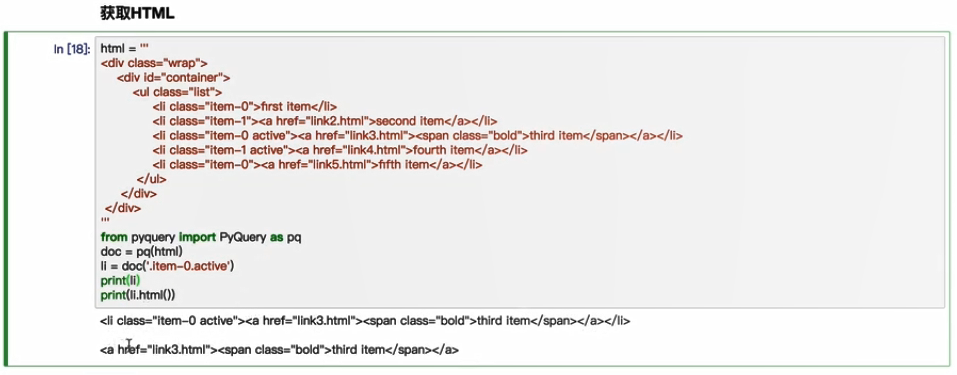 获取HTML
In [18]: html = '''
<div class="wrap">
<div id="container">
<ul class="list">
<li class="item-0">first item</li>
<li class="item-1"><a href="link2.html">second item</a></li>
<li class="item-0 active"><a href="link3.html"><span class="bold">third item</span></a></li>
<li class="item-1 active"><a href="link4.html">fourth item</a></li>
<li class="item-0"><a href="link5.html">fifth item</a></li>
</ul>
</div>
</div>
'''
from pyquery import PyQuery as pq
doc = pq(html)
li = doc('.item-0.active')
print(li)
print(li.html())
<li class="item-0 active"><a href="link3.html"><span class="bold">third item</span></a></li>
<a href="link3.html"><span class="bold">third item</span></a>